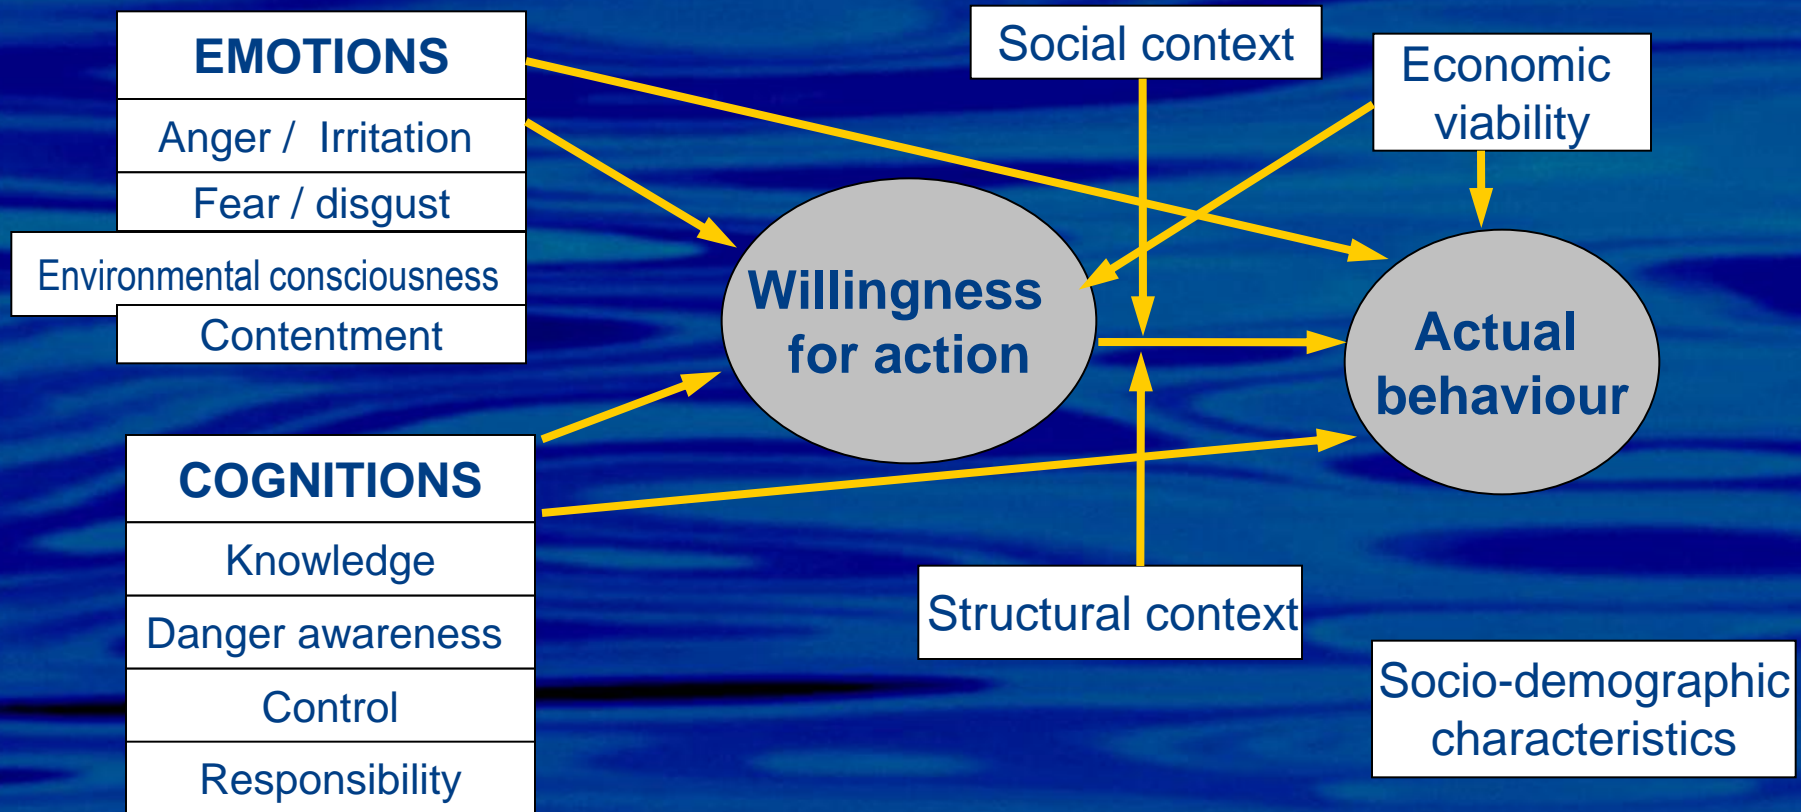 EMOTIONS
Anger / Irritation
Fear / disgust
Environmental consciousness
Contentment
COGNITIONS
Knowledge
Danger awareness
Control
Responsibility
Social context
Economic
viability
Willingness
for action
Actual
behaviour
Structural context
Socio-demographic
characteristics